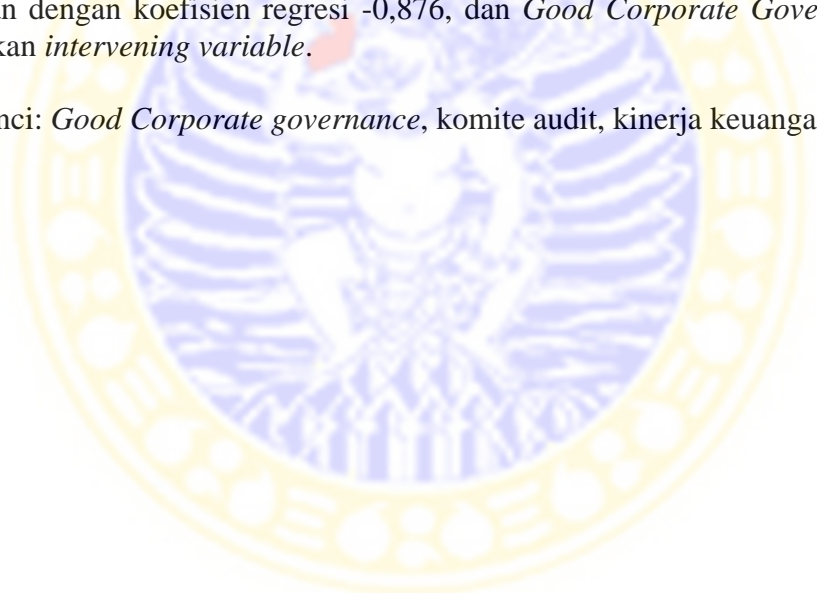 n dengan koefisien regresi -0,876, dan Good Corporate Gove
kan intervening variable.
nci: Good Corporate governance, komite audit, kinerja keuanga